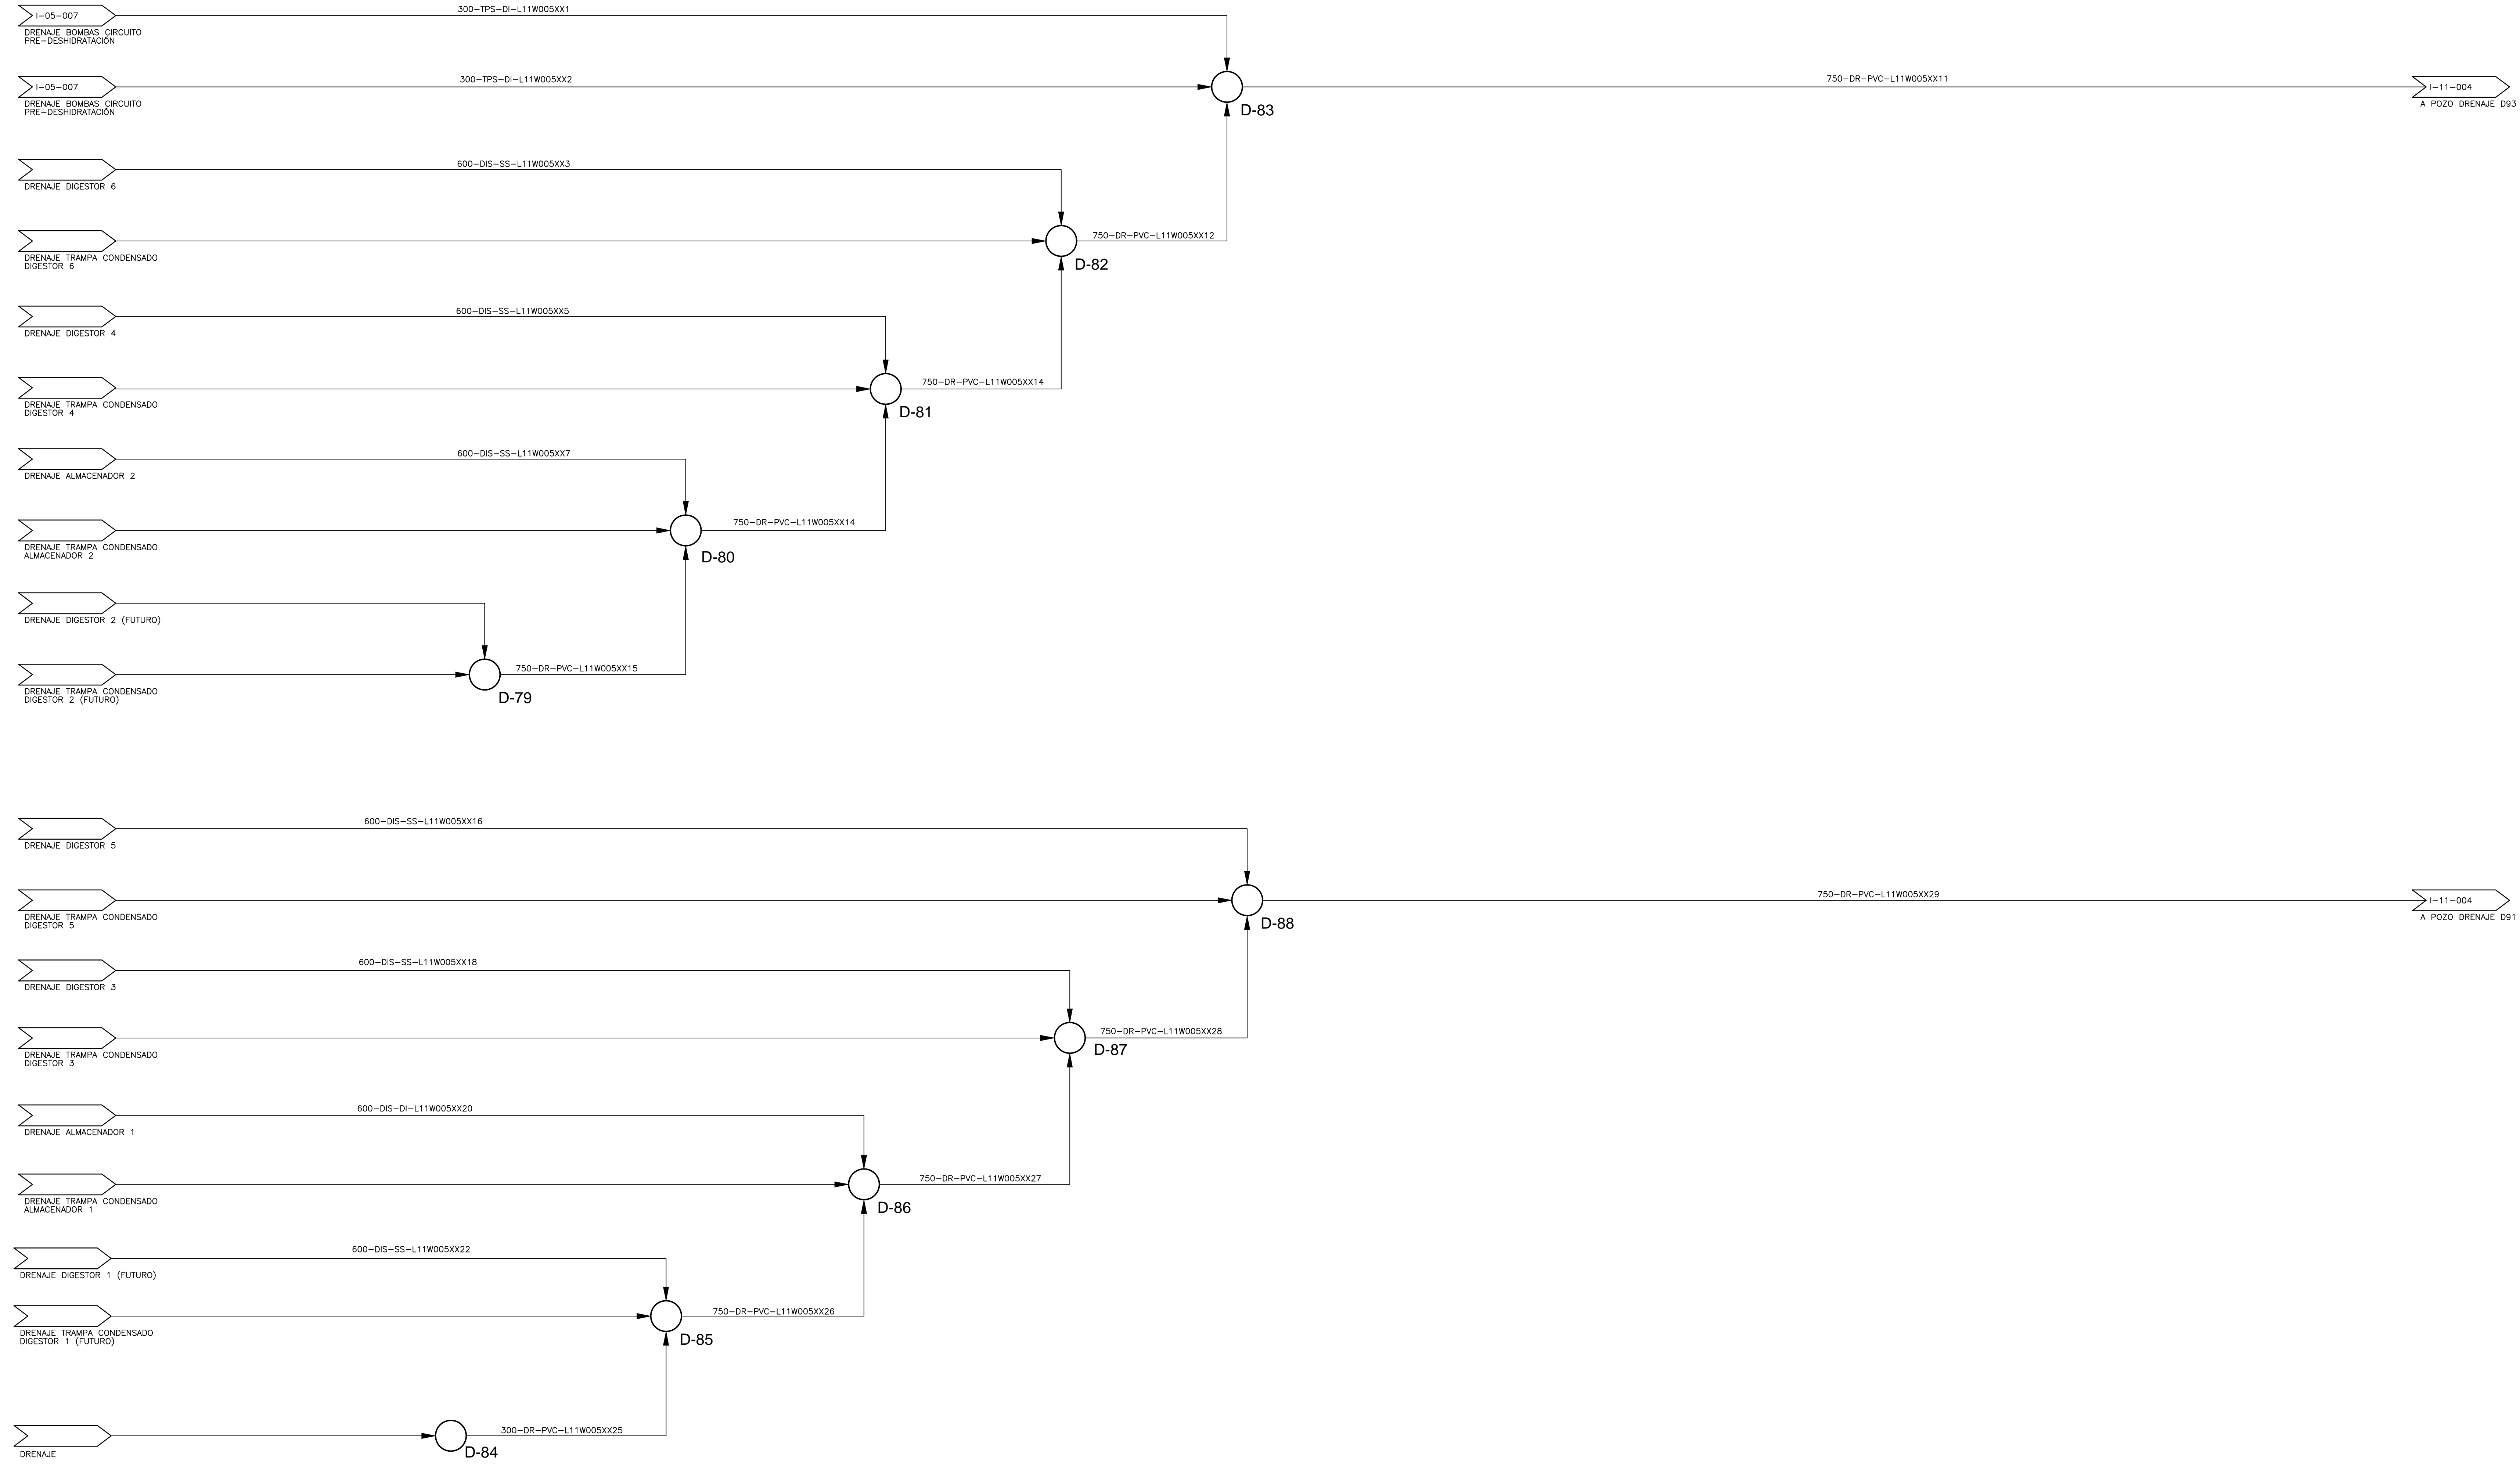 300-TPS-DI-L11W005XX1
I-05-007
DRENAJE BOMBAS CIRCUITO
PRE-DESHIDRATACIÓN
300-TPS-DI-L11W005XX2
750-DR-PVC-L11W005XX11
I-05-007
I-11-004
DRENAJE BOMBAS CIRCUITO
PRE-DESHIDRATACIÓN
A POZO DRENAJE D93
D-83
600-DIS-SS-L11W005XX3
DRENAJE DIGESTOR 6
750-DR-PVC-L11W005XX12
DRENAJE TRAMPA CONDENSADO
DIGESTOR 6
D-82
600-DIS-SS-L11W005XX5
DRENAJE DIGESTOR 4
750-DR-PVC-L11W005XX14
DRENAJE TRAMPA CONDENSADO
DIGESTOR 4
D-81
600-DIS-SS-L11W005XX7
DRENAJE ALMACENADOR 2
750-DR-PVC-L11W005XX14
DRENAJE TRAMPA CONDENSADO
ALMACENADOR 2
D-80
DRENAJE DIGESTOR 2 (FUTURO)
750-DR-PVC-L11W005XX15
DRENAJE TRAMPA CONDENSADO
DIGESTOR 2 (FUTURO)
D-79
600-DIS-SS-L11W005XX16
DRENAJE DIGESTOR 5
750-DR-PVC-L11W005XX29
I-11-004
DRENAJE TRAMPA CONDENSADO
DIGESTOR 5
A POZO DRENAJE D91
D-88
600-DIS-SS-L11W005XX18
DRENAJE DIGESTOR 3
750-DR-PVC-L11W005XX28
DRENAJE TRAMPA CONDENSADO
DIGESTOR 3
D-87
600-DIS-DI-L11W005XX20
DRENAJE ALMACENADOR 1
750-DR-PVC-L11W005XX27
DRENAJE TRAMPA CONDENSADO
ALMACENADOR 1
D-86
600-DIS-SS-L11W005XX22
DRENAJE DIGESTOR 1 (FUTURO)
750-DR-PVC-L11W005XX26
DRENAJE TRAMPA CONDENSADO
DIGESTOR 1 (FUTURO)
D-85
300-DR-PVC-L11W005XX25
DRENAJE
D-84